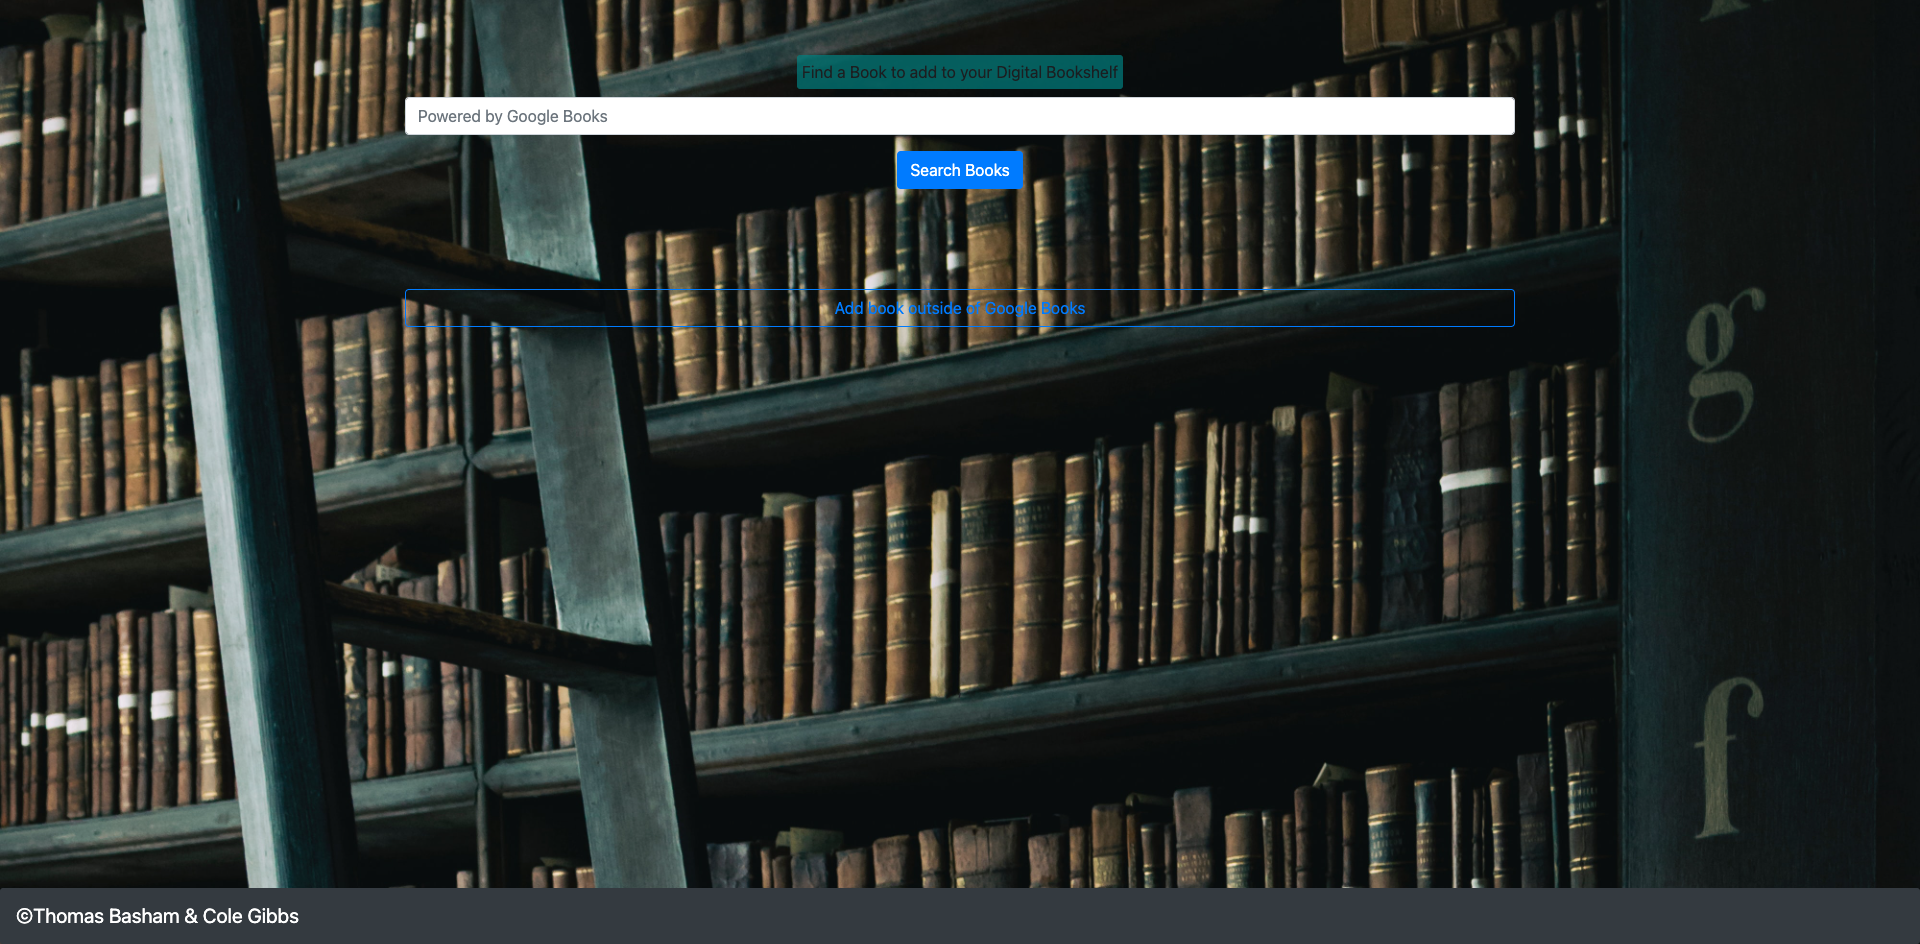 Find a Book to add to your Digital Bookshelf
Powered by Google Books
Search Books
Add book outside of Google Books
g
f
©Thomas Basham & Cole Gibbs